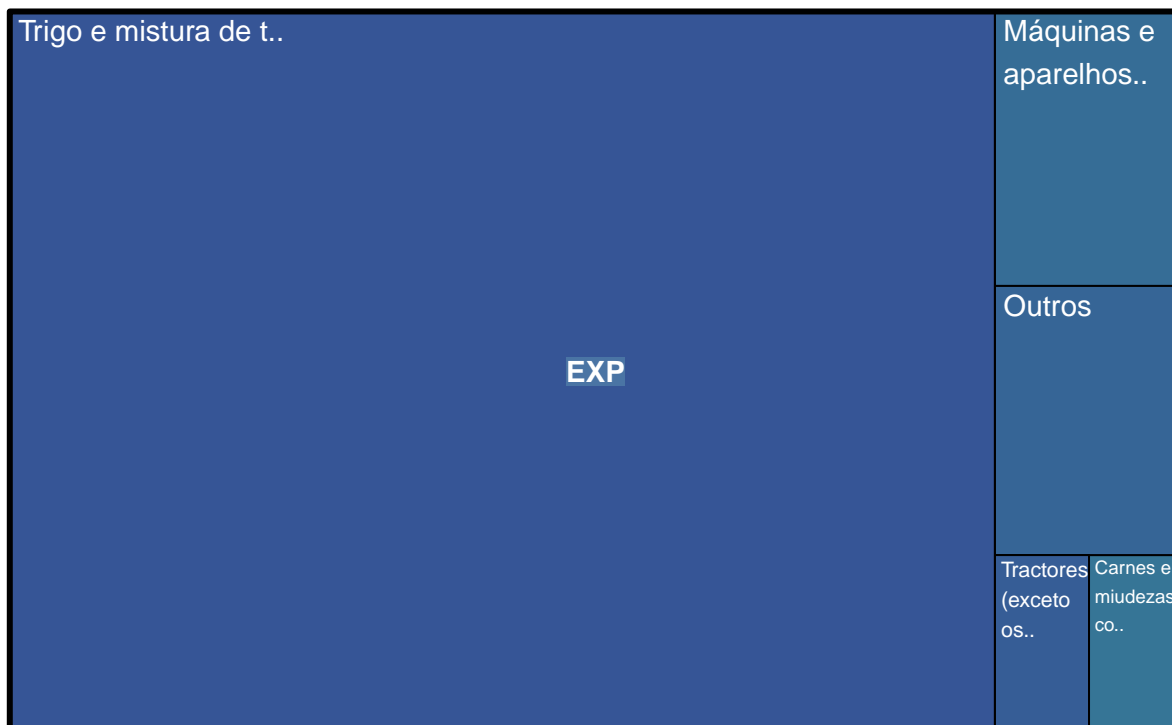 Trigo e mistura de t..
Máquinas e
aparelhos..
EXP
Outros
Tractores
(exceto
os..
Carnes e
miudezas
co..